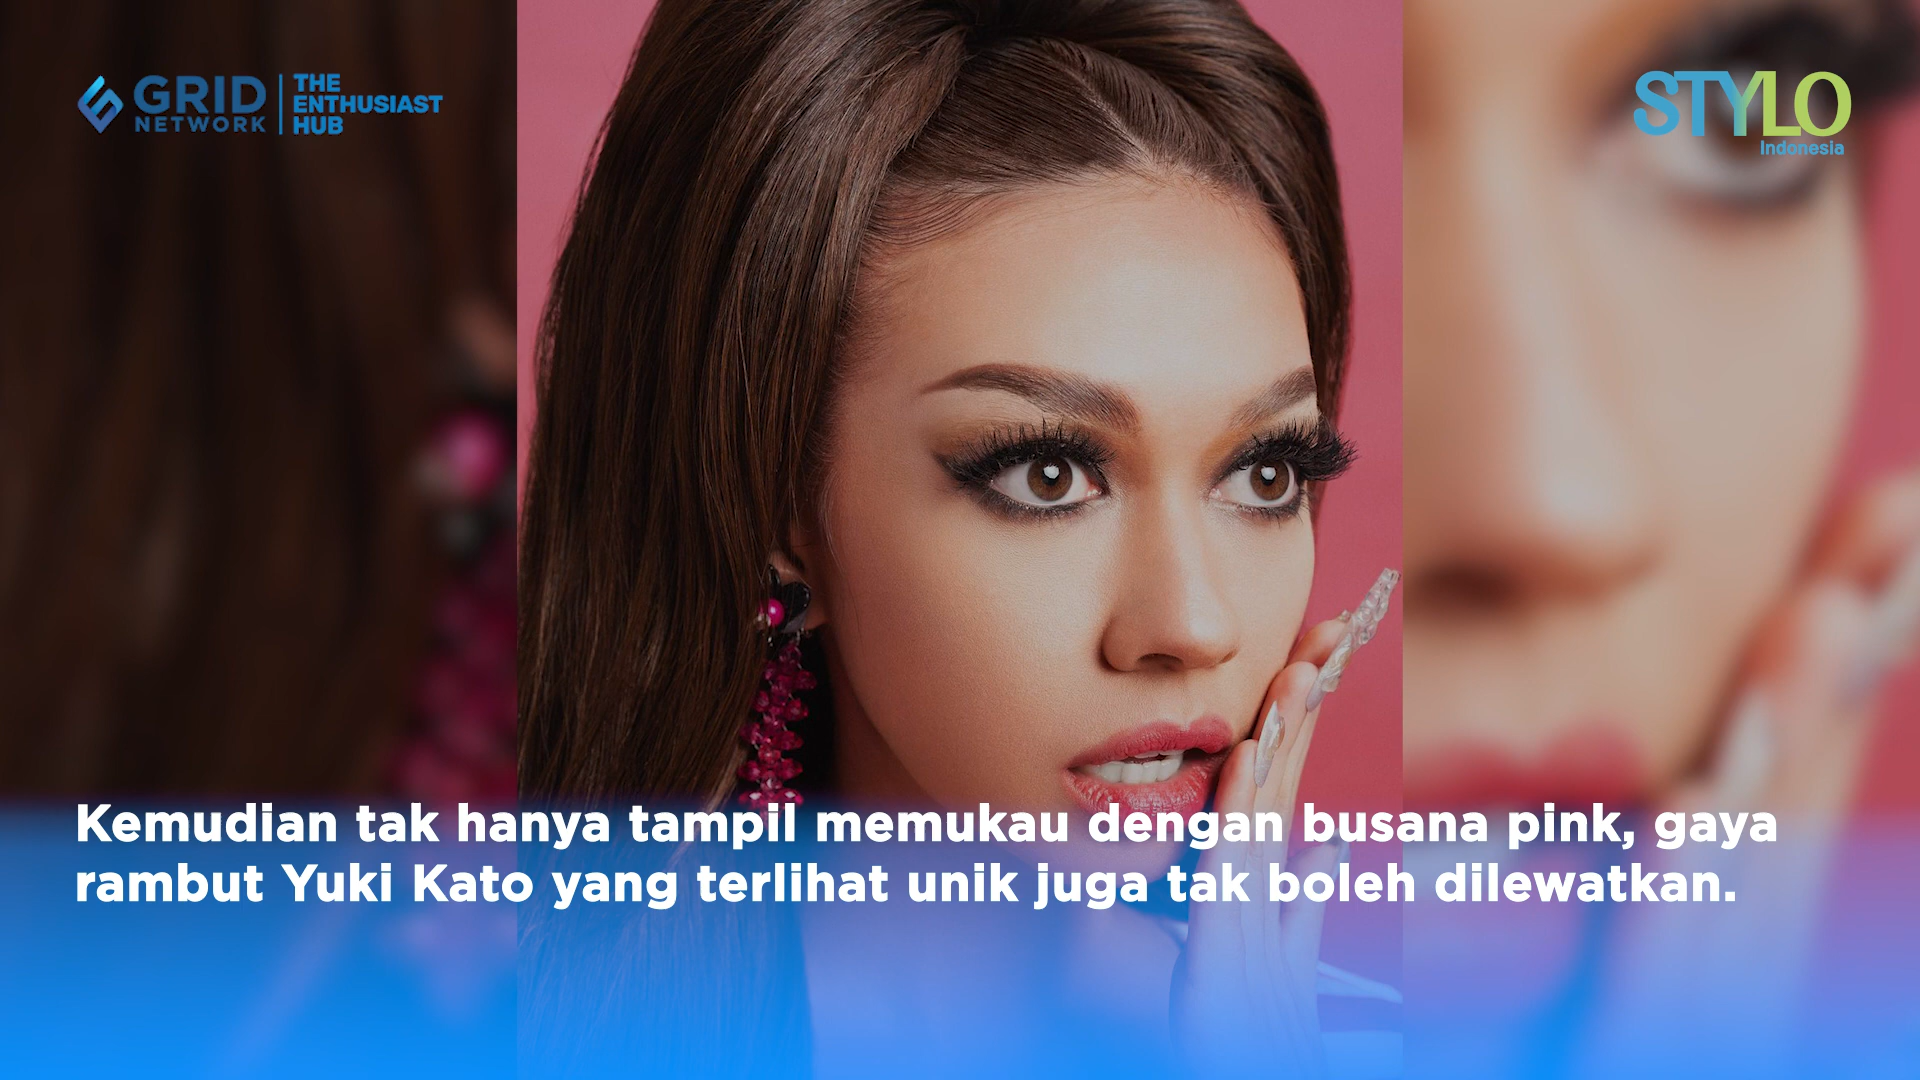 GRID
NETWORK
THE
ENTHUSIAST
HUB
STYLO
Indonesia
Kemudian tak hanya tampil memukau dengan busana pink, gaya
rambut Yuki Kato yang terlihat unik juga tak boleh dilewatkan.